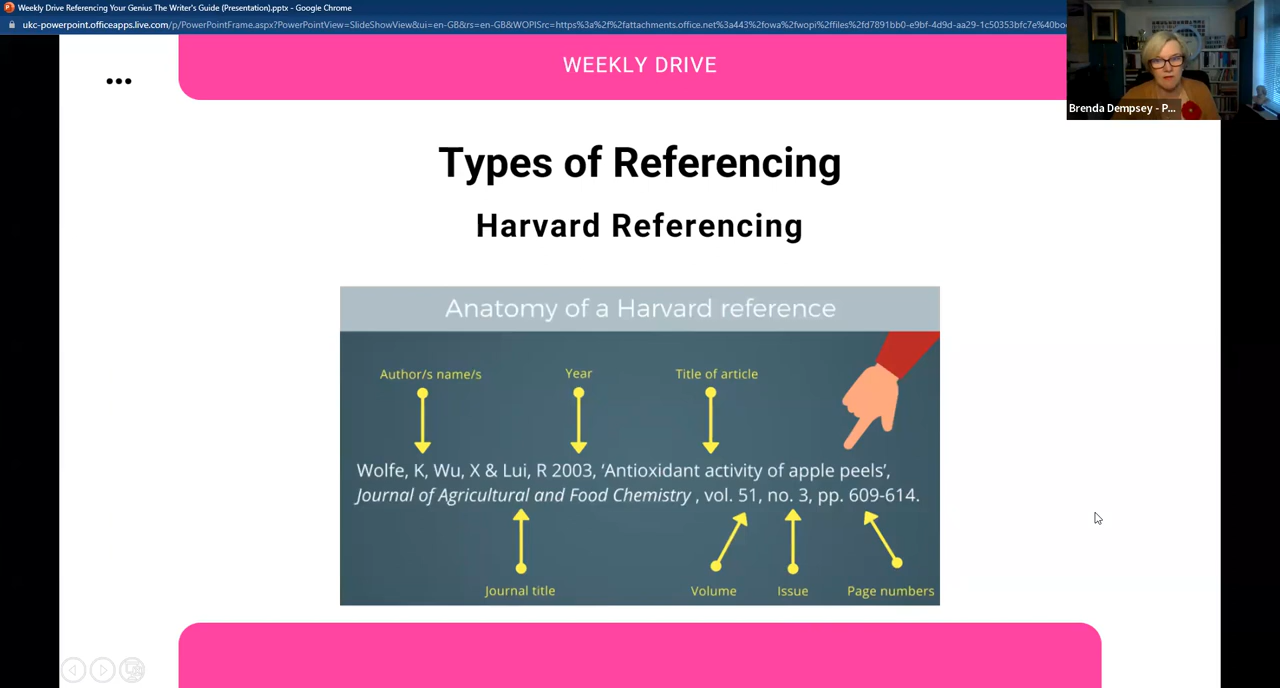 Weekly Drive Referencing Your Genius The Writer's Guide (Presentation).pptx - Google Chrome
ukc-powerpoint.officeapps.live.com/p/PowerPointFrame.aspx?PowerPointView=SlideShowView&ui=en-GB&rs=en-GB&WOPISrc=https%3a%2f%2fattachments.office.net%3a443%2fowa%2fwopi%2ffiles%2fd7891bb0-e9bf-4d9d-aa29-1c50353bfc7e%40boo
WEEKLY DRIVE
Brenda Dempsey - P...
Types of Referencing
Harvard Referencing
Anatomy of a Harvard reference
Author/s name/s Year Title of article
Wolfe, K, Wu, X & Lui, R 2003, 'Antioxidant activity of apple peels',
Journal of Agricultural and Food Chemistry , vol. 51, no. 3, pp. 609-614.
Journal title Volume Issue Page numbers